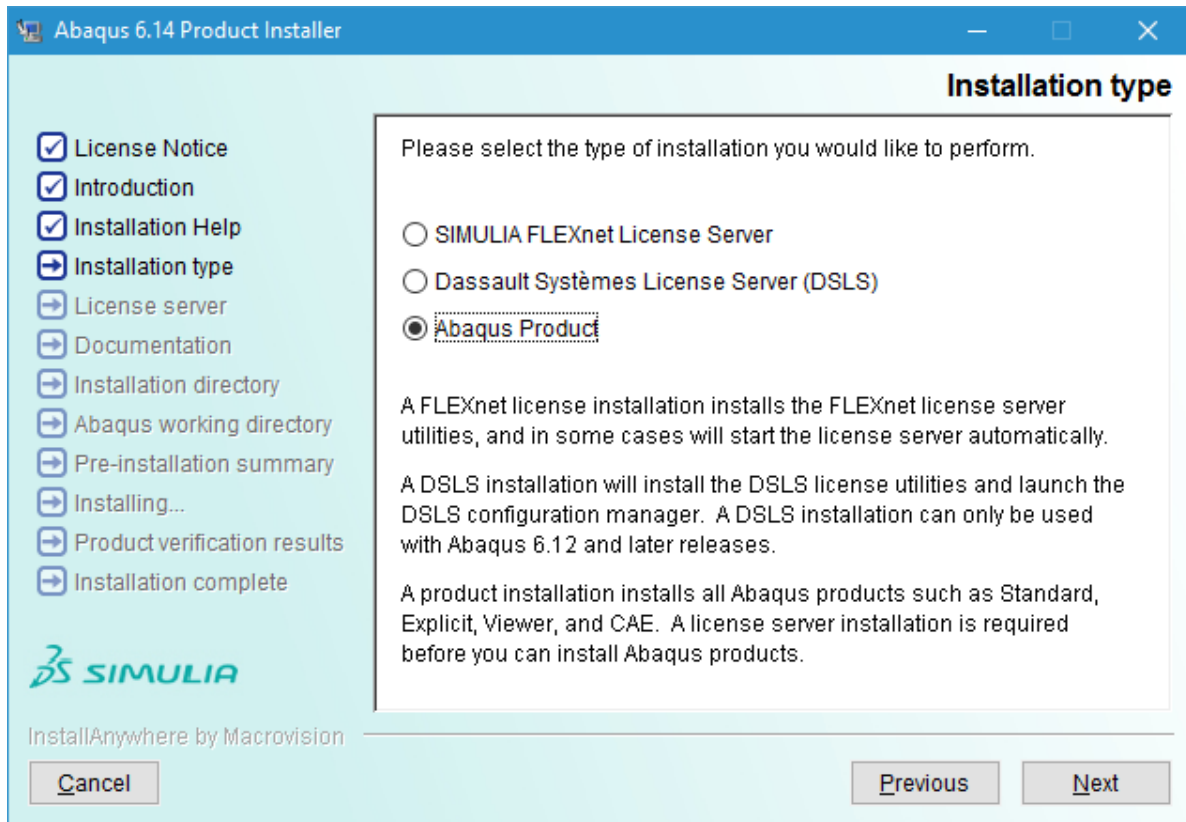 Abaqus 6.14 Product Installer
Installation type
License Notice
Introduction
Installation Help
Installation type
License server
Documentation
Installation directory
Abaqus working directory
Pre-installation summary
Installing...
Product verification results
Installation complete
Please select the type of installation you would like to perform.
SIMULIA FLEXnet License Server
Dassault Systèmes License Server (DSLS)
Abaqus Product
A FLEXnet license installation installs the FLEXnet license server
utilities, and in some cases will start the license server automatically.
A DSLS installation will install the DSLS license utilities and launch the
DSLS configuration manager. A DSLS installation can only be used
with Abaqus 6.12 and later releases.
A product installation installs all Abaqus products such as Standard,
Explicit, Viewer, and CAE. A license server installation is required
before you can install Abaqus products.
3DS SIMULIA
InstallAnywhere by Macrovision
Cancel
Previous
Next